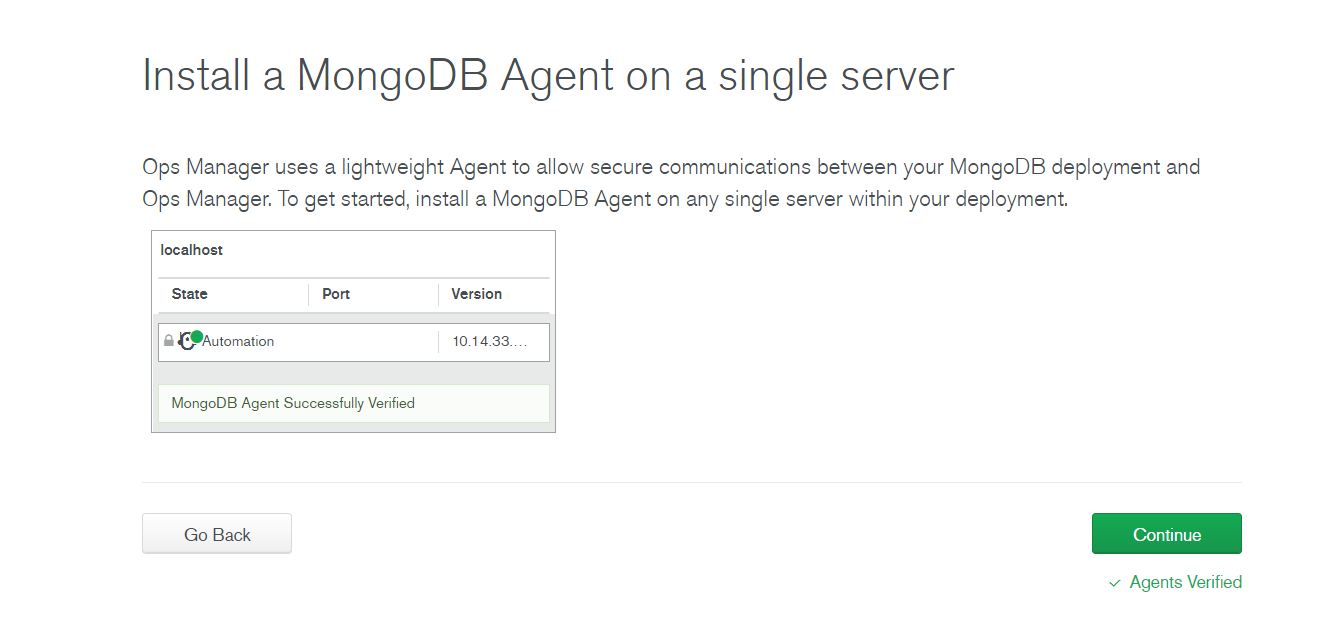 Install a MongoDB Agent on a single server
Ops Manager uses a lightweight Agent to allow secure communications between your MongoDB deployment and
Ops Manager. To get started, install a MongoDB Agent on any single server within your deployment.
localhost
State Port Version
Automation 10.14.33....
MongoDB Agent Successfully Verified
Go Back Continue
Agents Verified